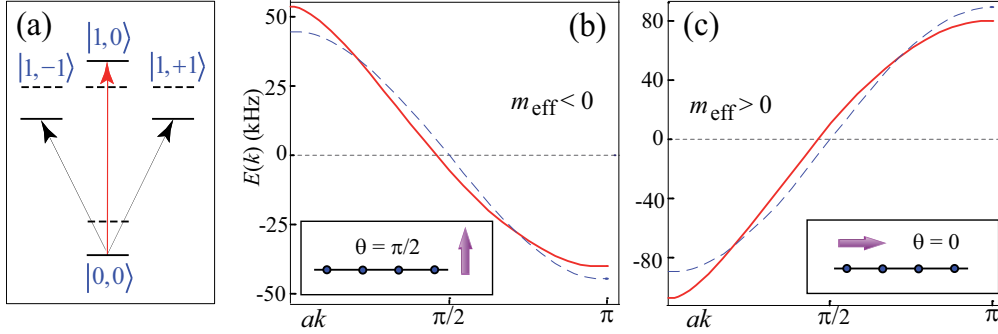 (a)
|1,0⟩
|1,−1⟩
|1,+1⟩
|0,0⟩
(b)
E(k) (kHz)
50
25
0
-25
-50
m_eff < 0
θ = π/2
ak
π/2
π
(c)
80
40
0
-40
-80
m_eff > 0
θ = 0
ak
π/2
π